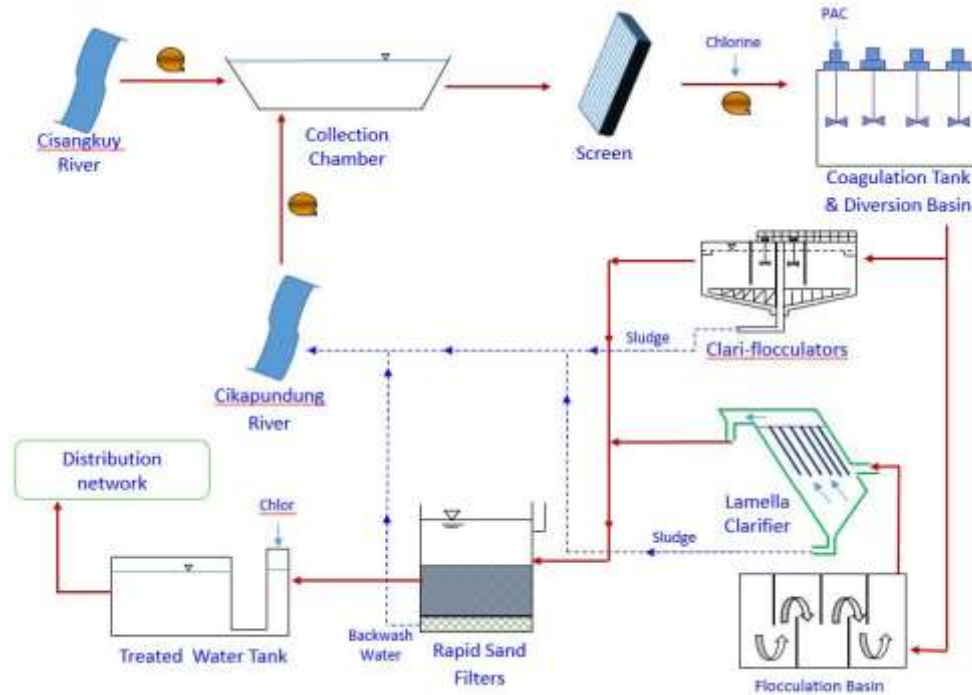 PAC
Chlorine
Cisangkuy
River
Collection
Chamber
Screen
Coagulation Tank
& Diversion Basin
Sludge
Clari-flocculators
Cikapundung
River
Distribution
network
Chlor
Lamella
Clarifier
Sludge
Treated Water Tank
Backwash
Water
Rapid Sand
Filters
Flocculation Basin